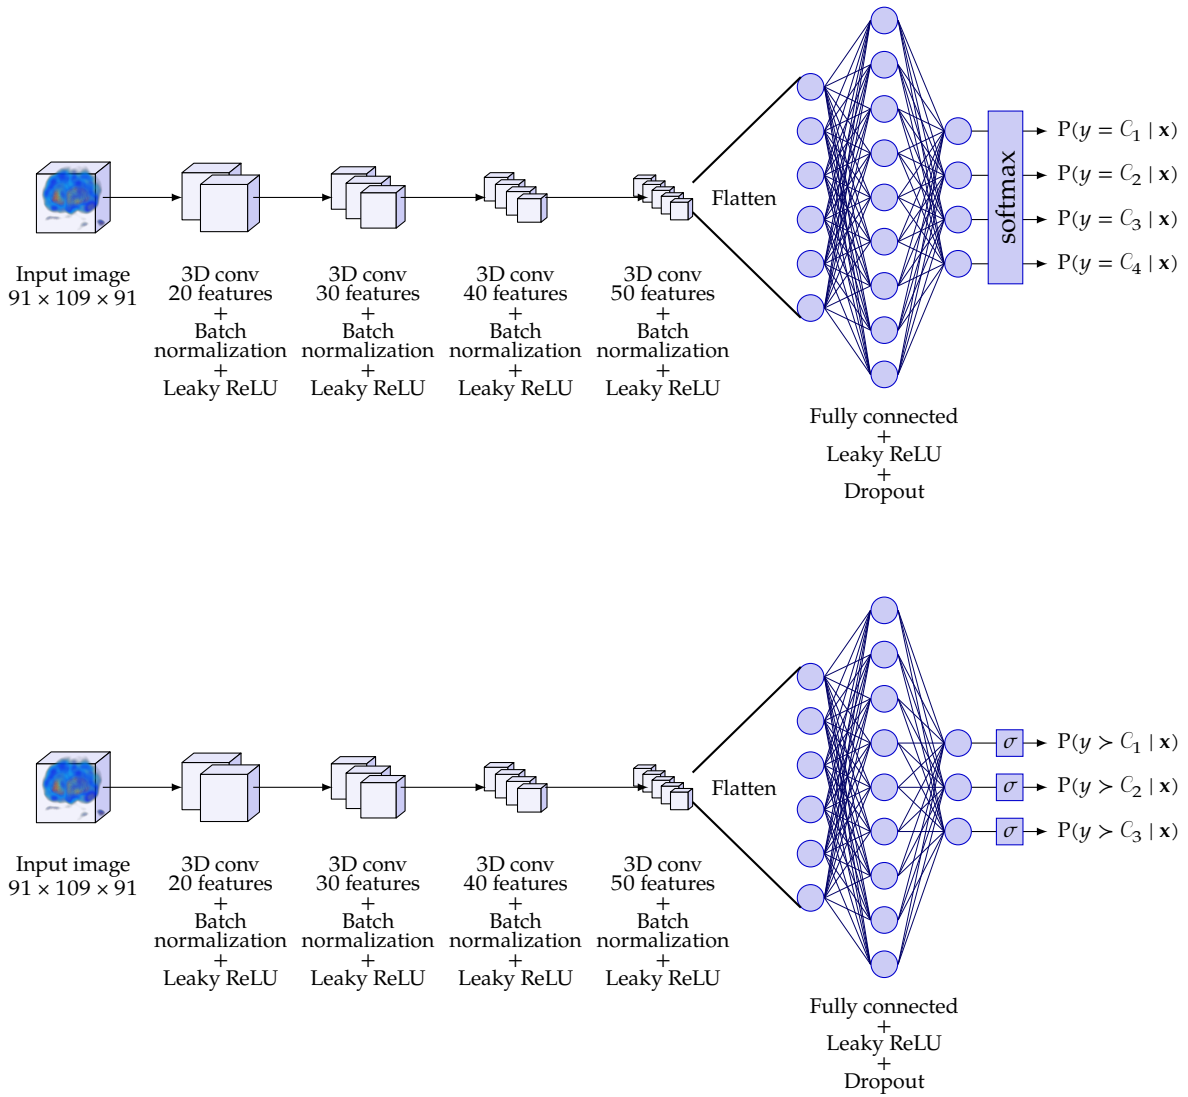 Input image
91 × 109 × 91
3D conv
20 features
+
Batch
normalization
+
Leaky ReLU
3D conv
30 features
+
Batch
normalization
+
Leaky ReLU
3D conv
40 features
+
Batch
normalization
+
Leaky ReLU
3D conv
50 features
+
Batch
normalization
+
Leaky ReLU
Flatten
Fully connected
+
Leaky ReLU
+
Dropout
softmax
P(y = C₁ | x)
P(y = C₂ | x)
P(y = C₃ | x)
P(y = C₄ | x)
Input image
91 × 109 × 91
3D conv
20 features
+
Batch
normalization
+
Leaky ReLU
3D conv
30 features
+
Batch
normalization
+
Leaky ReLU
3D conv
40 features
+
Batch
normalization
+
Leaky ReLU
3D conv
50 features
+
Batch
normalization
+
Leaky ReLU
Flatten
Fully connected
+
Leaky ReLU
+
Dropout
σ P(y ≻ C₁ | x)
σ P(y ≻ C₂ | x)
σ P(y ≻ C₃ | x)